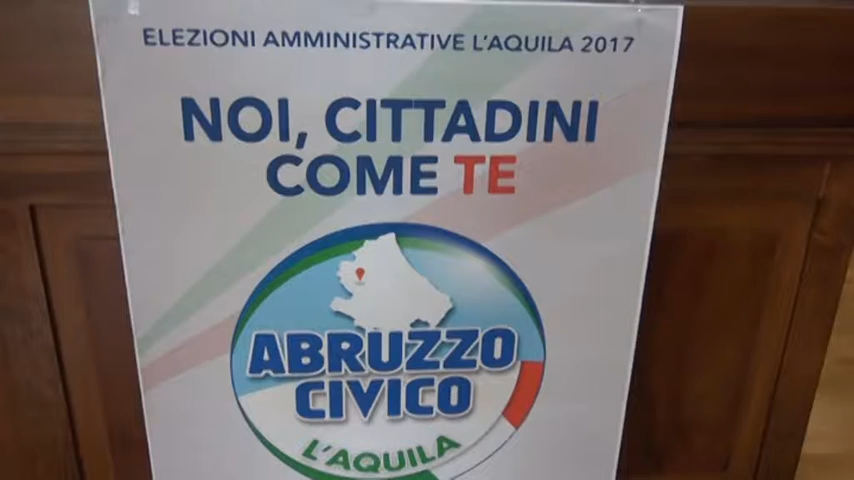 ELEZIONI AMMINISTRATIVE L'AQUILA 2017
NOI, CITTADINI
COME TE
ABRUZZO
CIVICO
L'AQUILA